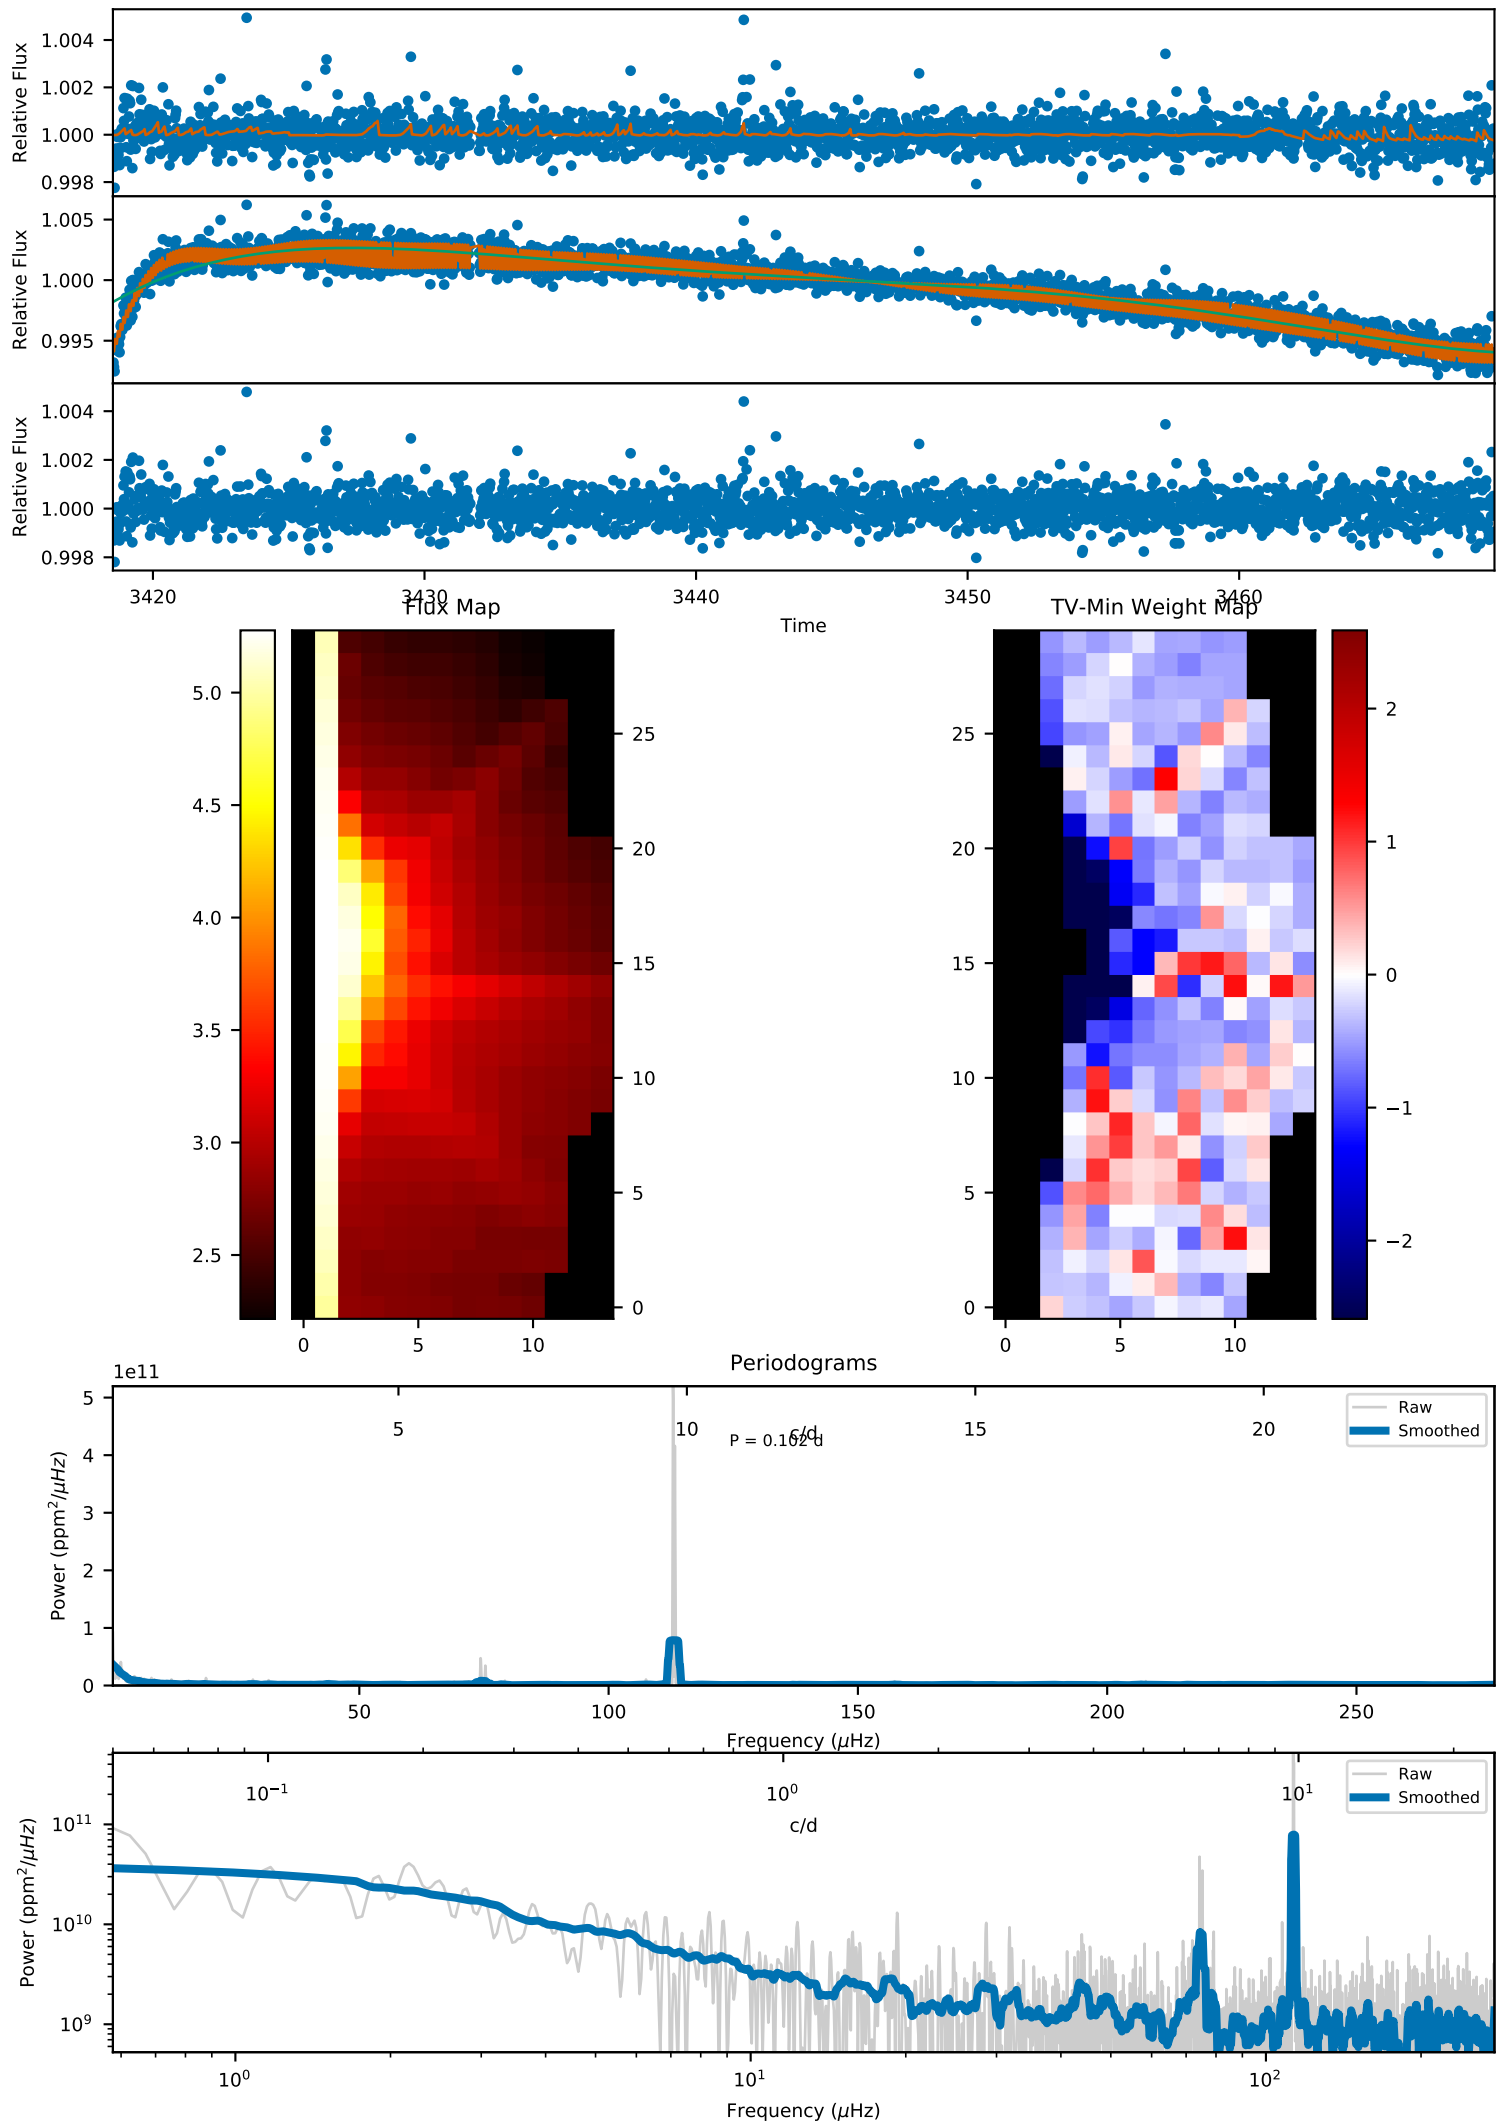 Relative Flux
1.004
1.002
1.000
0.998
Relative Flux
1.005
1.000
0.995
Relative Flux
1.004
1.002
1.000
0.998
3420 3430 3440 3450 3460
Time
Flux Map
TV-Min Weight Map
5.0
4.5
4.0
3.5
3.0
2.5
25
20
15
10
5
0
0 5 10
25
20
15
10
5
0
0 5 10
2
1
0
−1
−2
Periodograms
1e11
5 10 15 20
c/d
P = 0.102 d
Raw
Smoothed
Power (ppm²/μHz)
5
4
3
2
1
0
50 100 150 200 250
Frequency (μHz)
10⁻¹ 10⁰ 10¹
c/d
Raw
Smoothed
Power (ppm²/μHz)
10¹¹
10¹⁰
10⁹
10⁰ 10¹ 10²
Frequency (μHz)